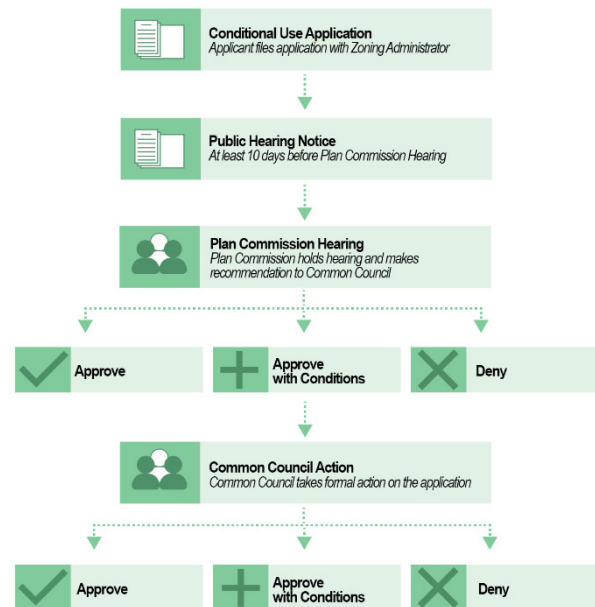 Conditional Use Application
Applicant files application with Zoning Administrator
Public Hearing Notice
At least 10 days before Plan Commission Hearing
Plan Commission Hearing
Plan Commission holds hearing and makes
recommendation to Common Council
Approve
Approve
with Conditions
Deny
Common Council Action
Common Council takes formal action on the application
Approve
Approve
with Conditions
Deny